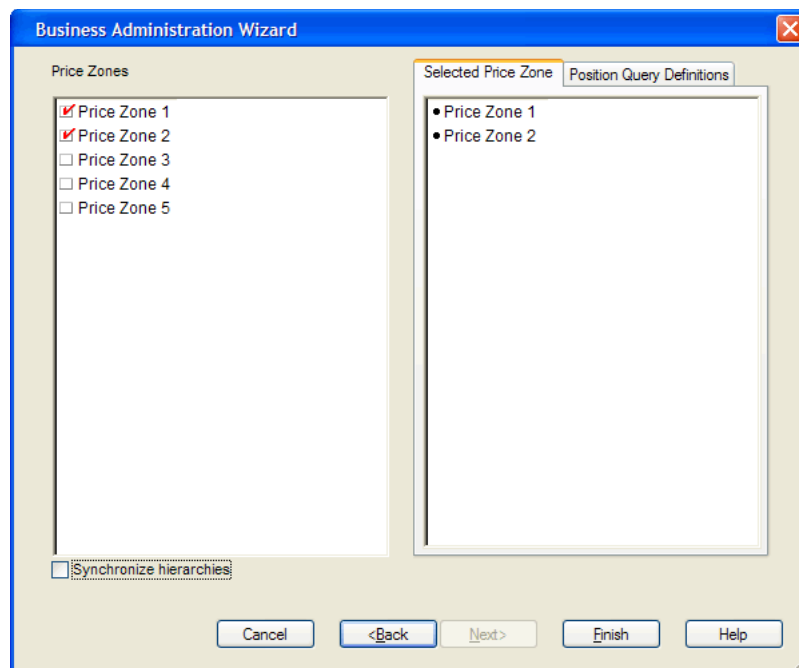 Business Administration Wizard
Price Zones
Selected Price Zone
Position Query Definitions
Price Zone 1
Price Zone 2
Price Zone 3
Price Zone 4
Price Zone 5
Price Zone 1
Price Zone 2
Synchronize hierarchies
Cancel
<Back
Next>
Finish
Help